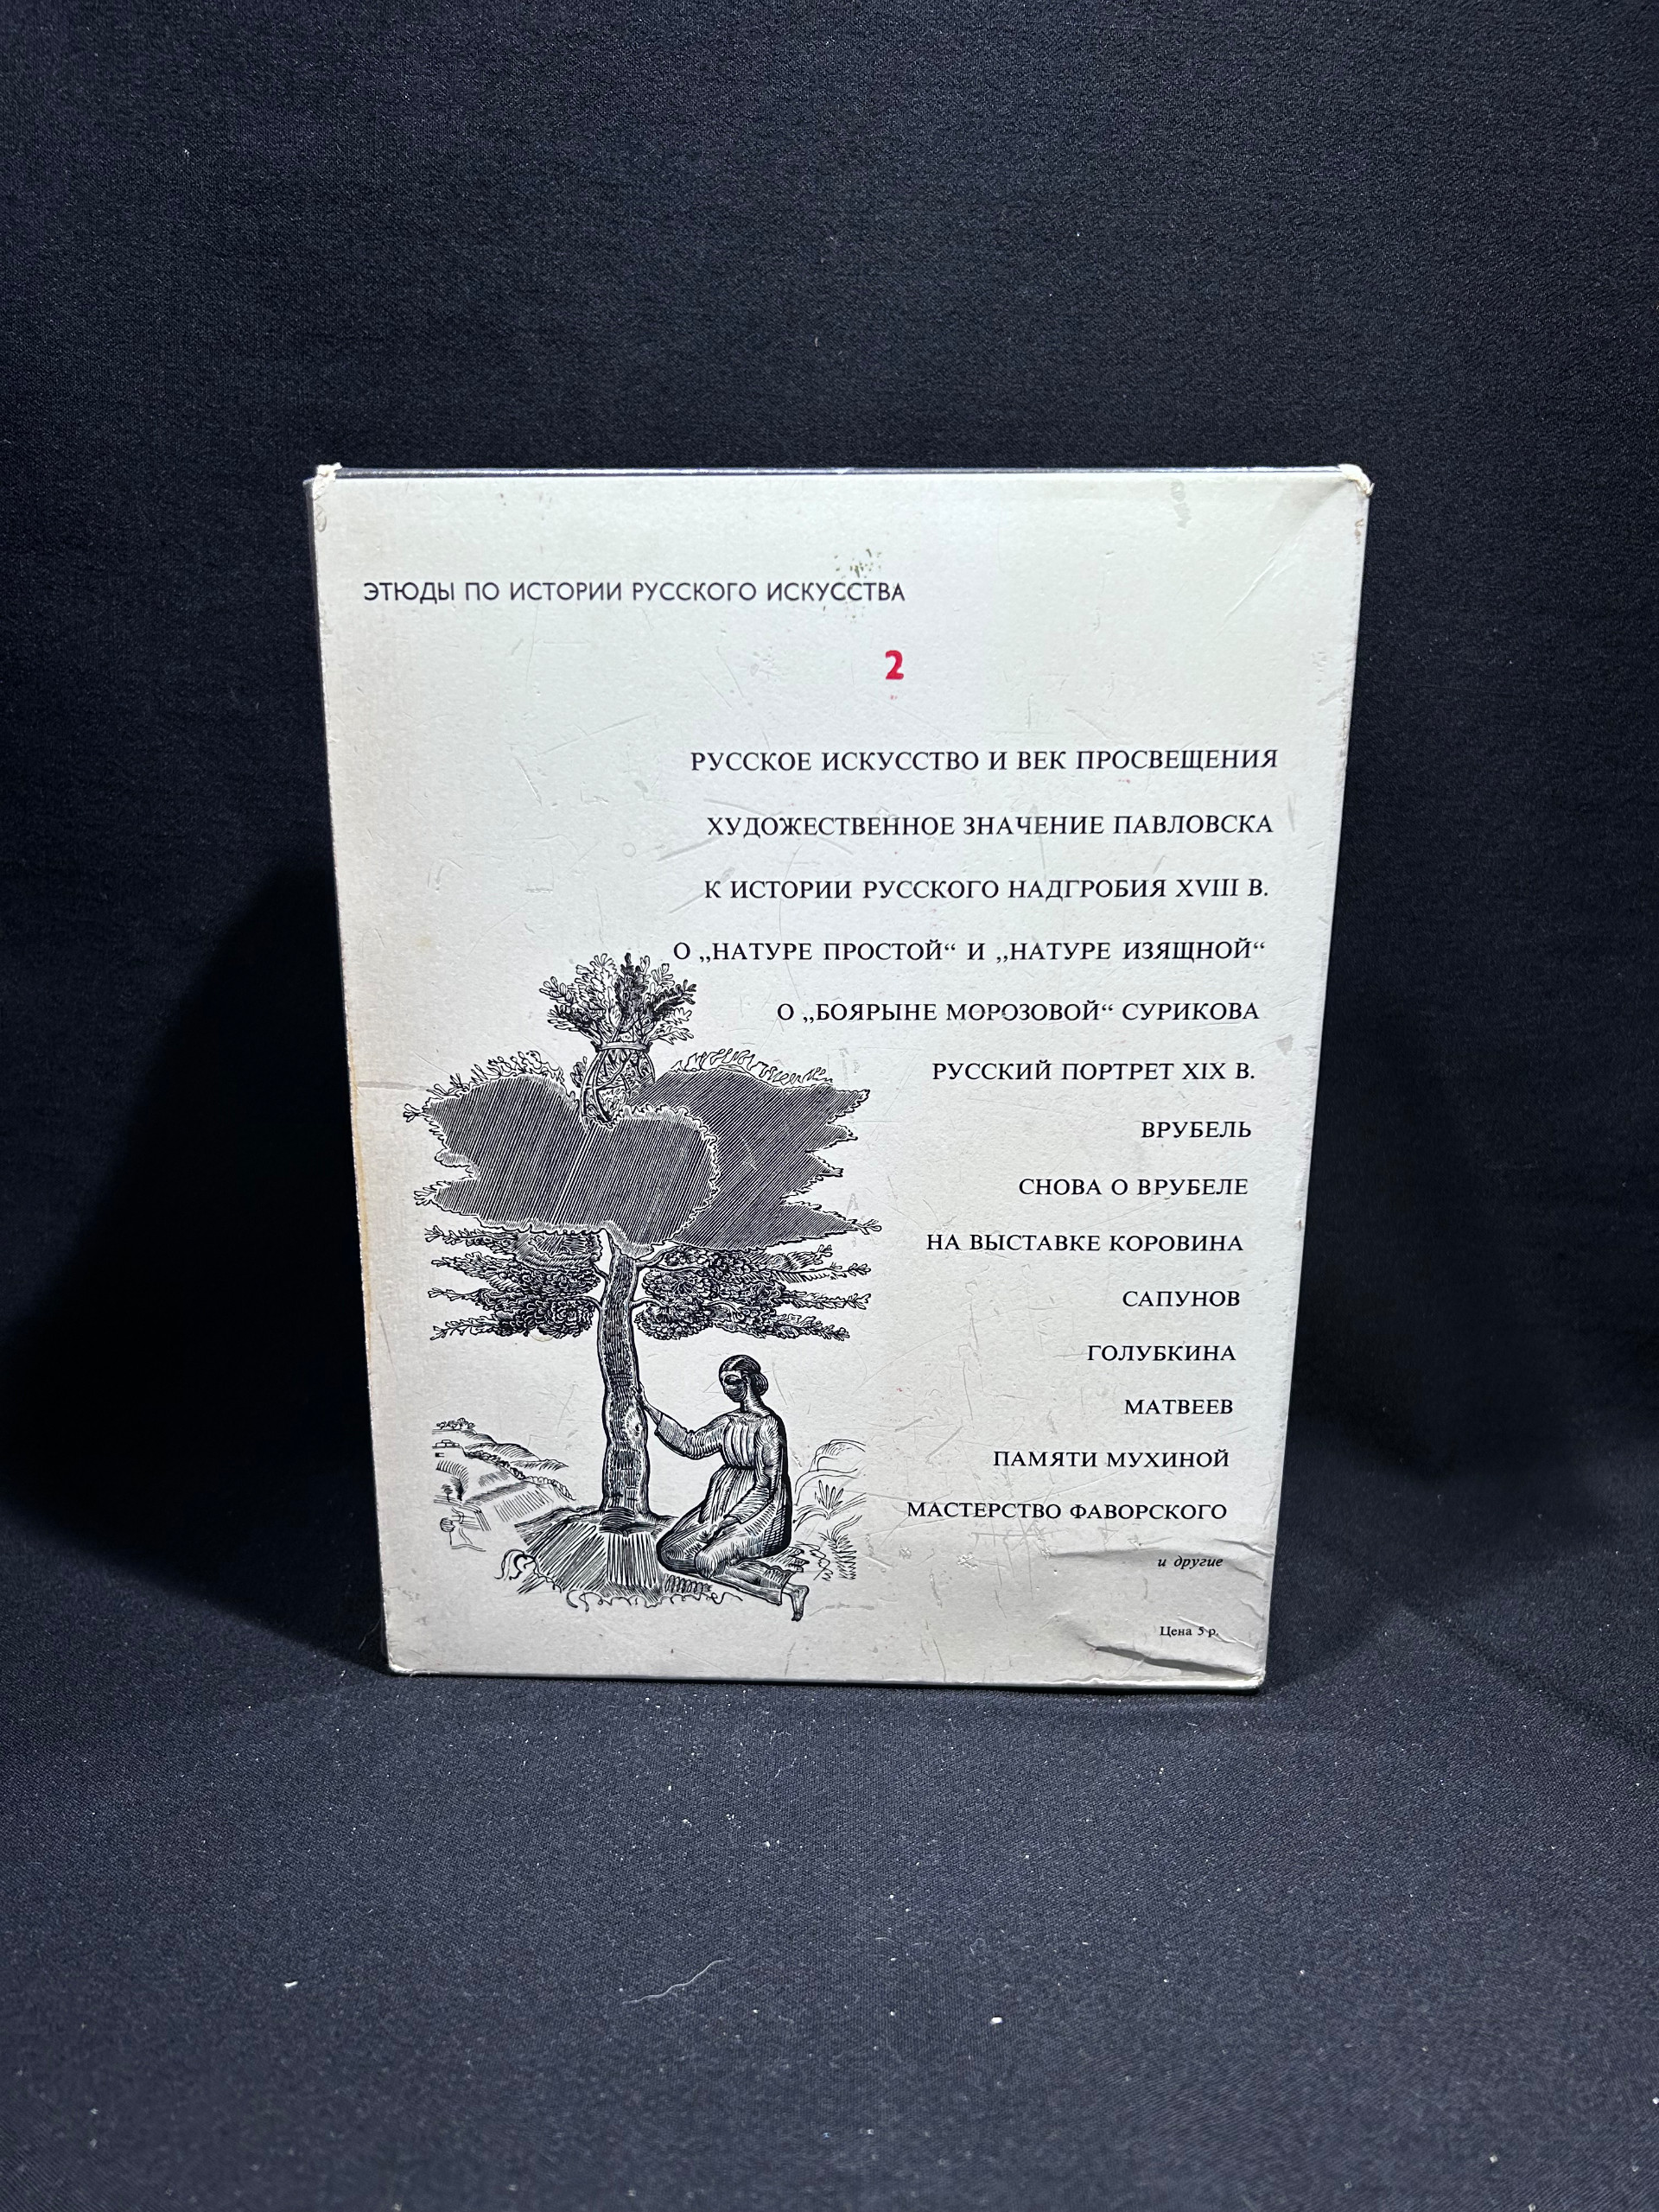 ЭТЮДЫ ПО ИСТОРИИ РУССКОГО ИСКУССТВА
2
РУССКОЕ ИСКУССТВО И ВЕК ПРОСВЕЩЕНИЯ
ХУДОЖЕСТВЕННОЕ ЗНАЧЕНИЕ ПАВЛОВСКА
К ИСТОРИИ РУССКОГО НАДГРОБИЯ XVIII В.
О „НАТУРЕ ПРОСТОЙ“ И „НАТУРЕ ИЗЯЩНОЙ“
О „БОЯРЫНЕ МОРОЗОВОЙ“ СУРИКОВА
РУССКИЙ ПОРТРЕТ XIX В.
ВРУБЕЛЬ
СНОВА О ВРУБЕЛЕ
НА ВЫСТАВКЕ КОРОВИНА
САПУНОВ
ГОЛУБКИНА
МАТВЕЕВ
ПАМЯТИ МУХИНОЙ
МАСТЕРСТВО ФАВОРСКОГО
и другие
Цена 5 р.